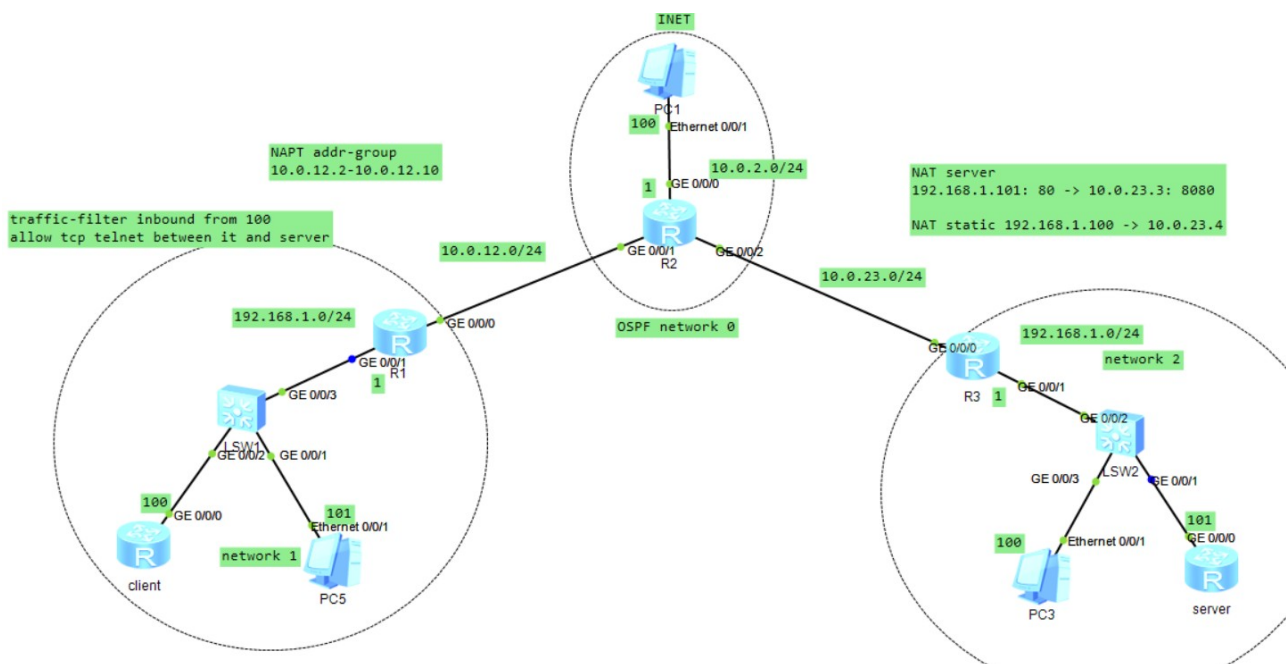 INET
PC1
100
Ethernet 0/0/1
10.0.2.0/24
GE 0/0/0
1
R
R2
GE 0/0/1
GE 0/0/2
NAPT addr-group
10.0.12.2-10.0.12.10
NAT server
192.168.1.101: 80 -> 10.0.23.3: 8080
NAT static 192.168.1.100 -> 10.0.23.4
traffic-filter inbound from 100
allow tcp telnet between it and server
10.0.12.0/24
10.0.23.0/24
OSPF network 0
192.168.1.0/24
GE 0/0/0
R
R1
GE 0/0/1
1
GE 0/0/3
LSW1
GE 0/0/2
GE 0/0/1
100
GE 0/0/0
R
client
101
Ethernet 0/0/1
network 1
PC5
192.168.1.0/24
network 2
GE 0/0/0
R
R3
GE 0/0/1
1
GE 0/0/2
LSW2
GE 0/0/3
GE 0/0/1
100
Ethernet 0/0/1
PC3
101
GE 0/0/0
R
server